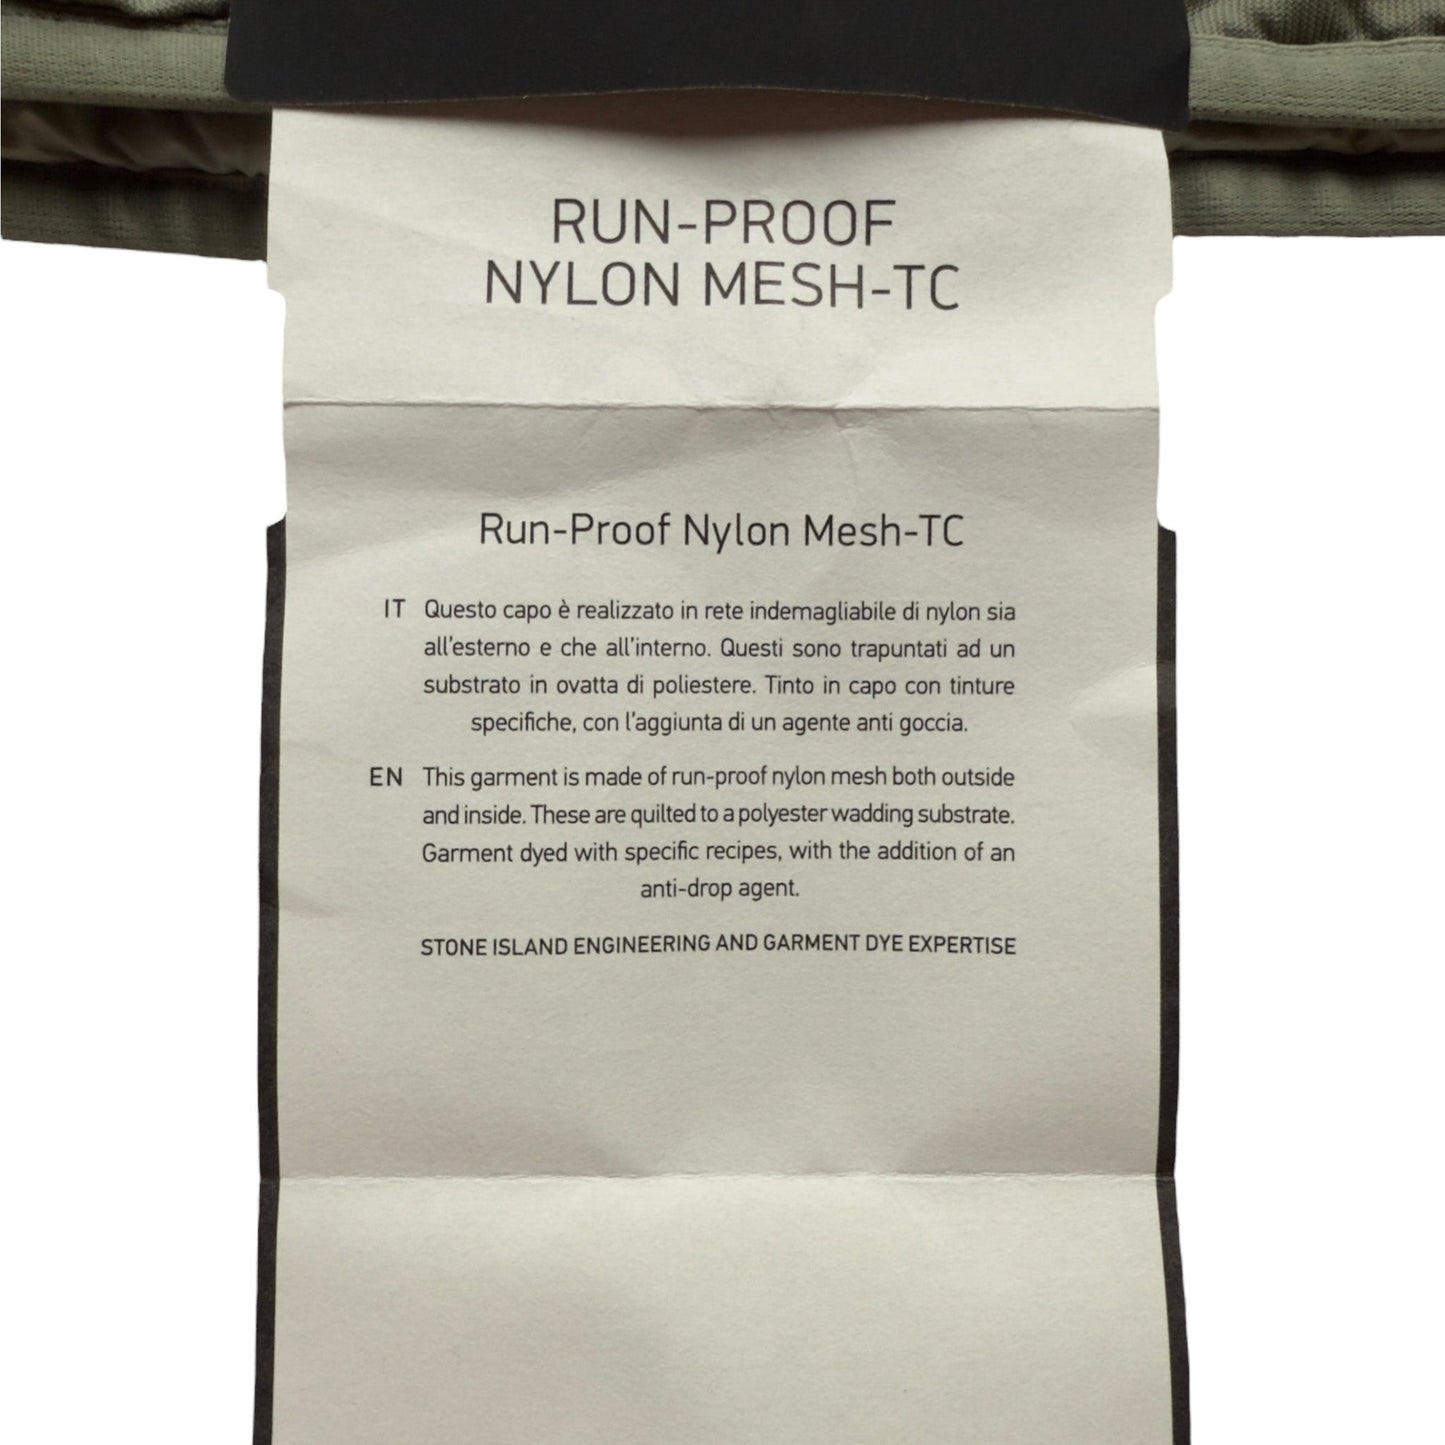 RUN-PROOF
NYLON MESH-TC
Run-Proof Nylon Mesh-TC
IT Questo capo è realizzato in rete indemagliabile di nylon sia
all'esterno e che all'interno. Questi sono trapuntati ad un
substrato in ovatta di poliestere. Tinto in capo con tinture
specifiche, con l'aggiunta di un agente anti goccia.
EN This garment is made of run-proof nylon mesh both outside
and inside. These are quilted to a polyester wadding substrate.
Garment dyed with specific recipes, with the addition of an
anti-drop agent.
STONE ISLAND ENGINEERING AND GARMENT DYE EXPERTISE